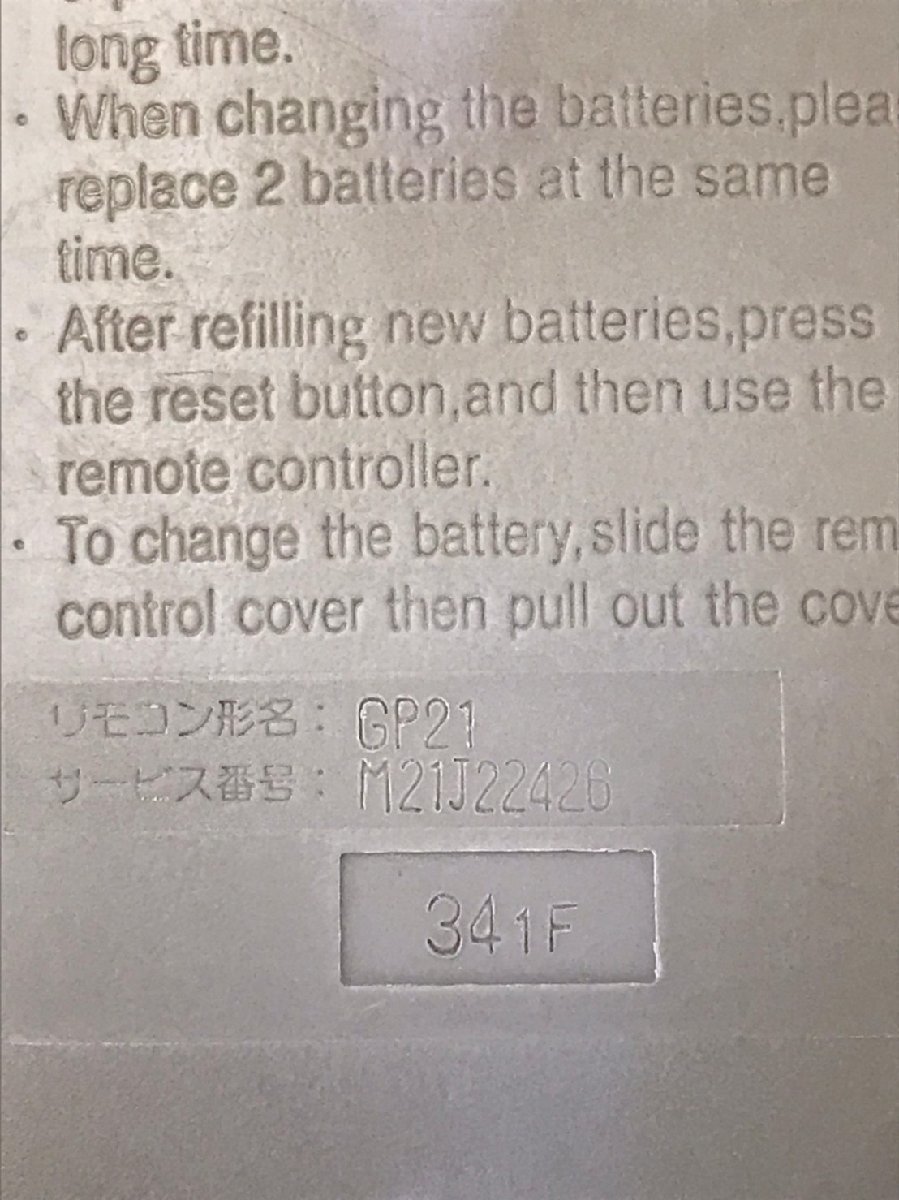 long time.
· When changing the batteries,plea
replace 2 batteries at the same
time.
· After refilling new batteries,press
the reset button,and then use the
remote controller.
· To change the battery,slide the rem
control cover then pull out the cove
リモコン形名：GP21
サービス番号：M21J22426
341F